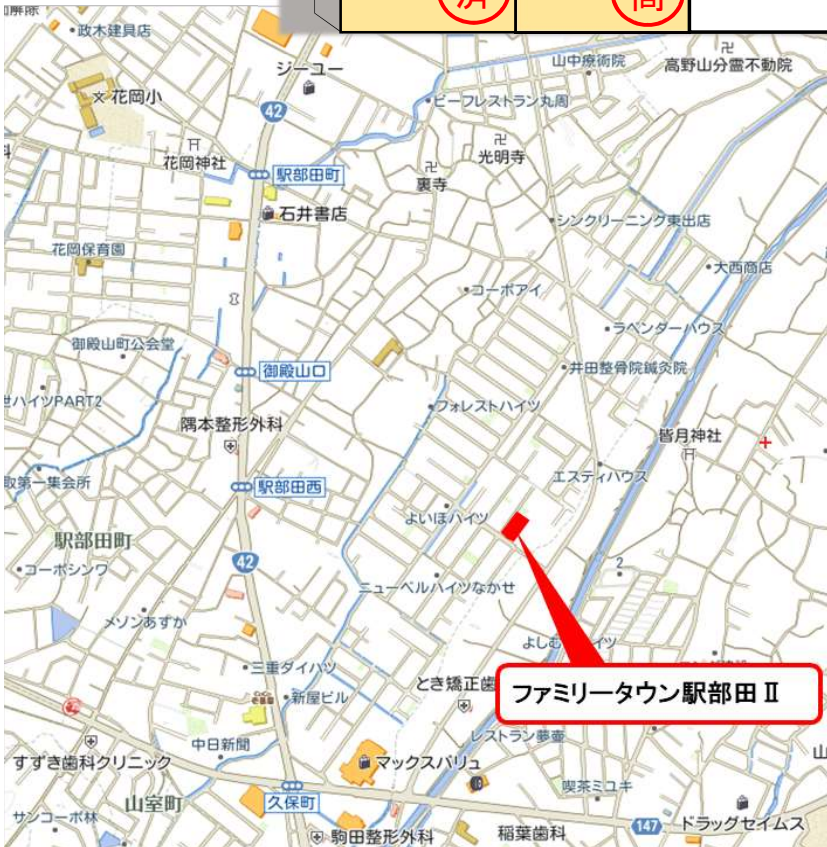 済
商
解除
政木建具店
ジーユー
山中療術院
高野山分霊不動院
文花岡小
42
ビーフレストラン丸周
花岡神社
駅部田町
光明寺
裏寺
石井書店
シンクリーニング東出店
花岡保育園
大西商店
コーポアイ
ラベンダーハウス
御殿山町公会堂
御殿山口
井田整骨院鍼灸院
ハイツPART2
フォレストハイツ
隅本整形外科
皆月神社
取第一集会所
駅部田西
エスティハウス
よいほハイツ
駅部田町
42
コーポシンワ
2
ニューベルハイツなかせ
メゾンあすか
よしむ
イツ
三重ダイハツ
とき矯正歯
ファミリータウン駅部田Ⅱ
新屋ビル
中日新聞
レストラン夢壷
すずき歯科クリニック
マックスバリュ
山
喫茶ミユキ
山室町
久保町
サンコーポ林
147
ドラッグセイムス
駒田整形外科
稲葉歯科